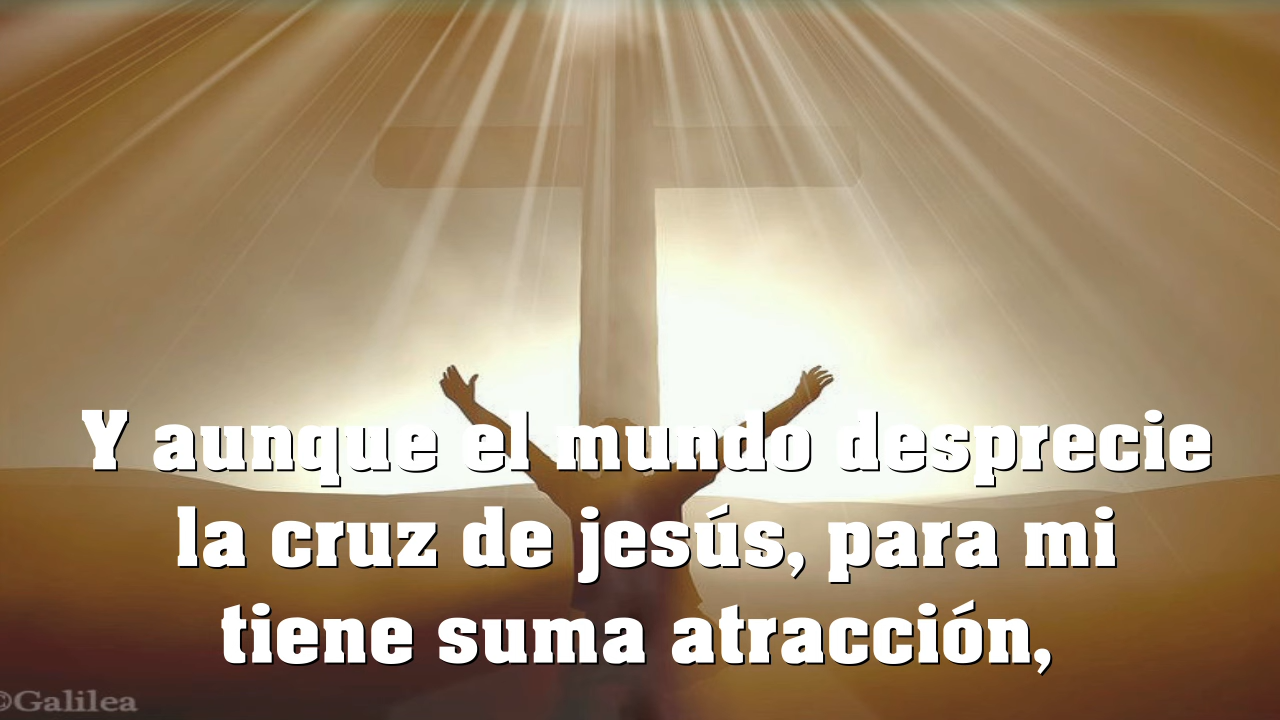 Y aunque el mundo desprecie
la cruz de jesús, para mi
tiene suma atracción,
©Galilea